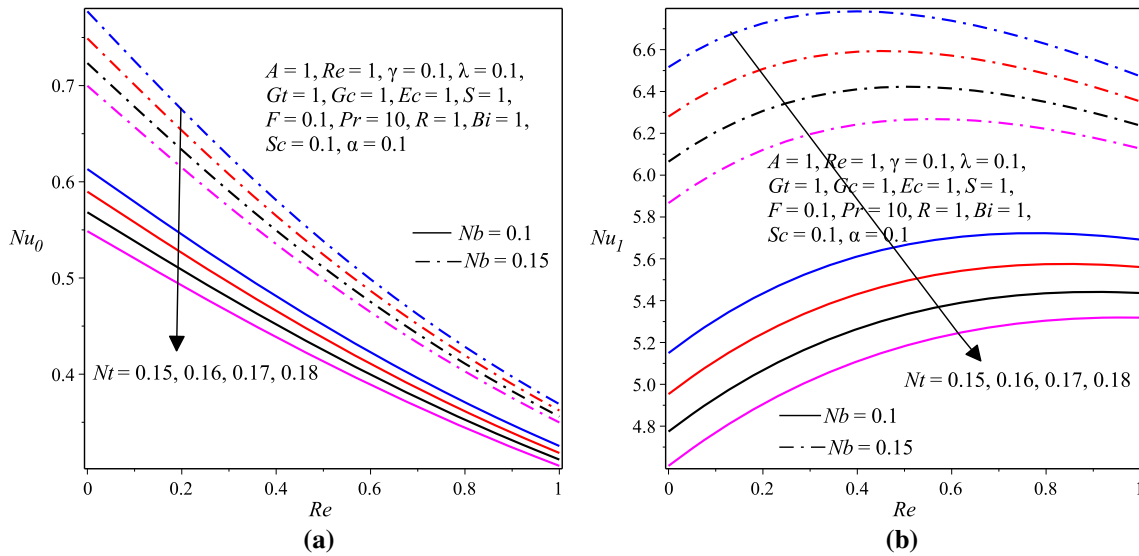 A = 1, Re = 1, γ = 0.1, λ = 0.1,
Gt = 1, Gc = 1, Ec = 1, S = 1,
F = 0.1, Pr = 10, R = 1, Bi = 1,
Sc = 0.1, α = 0.1
0.7
0.6
0.5
0.4
Nu0
Nb = 0.1
Nb = 0.15
Nt = 0.15, 0.16, 0.17, 0.18
0 0.2 0.4 0.6 0.8 1
Re
(a)
6.6
6.4
6.2
6.0
5.8
5.6
5.4
5.2
5.0
4.8
Nu1
A = 1, Re = 1, γ = 0.1, λ = 0.1,
Gt = 1, Gc = 1, Ec = 1, S = 1,
F = 0.1, Pr = 10, R = 1, Bi = 1,
Sc = 0.1, α = 0.1
Nt = 0.15, 0.16, 0.17, 0.18
Nb = 0.1
Nb = 0.15
0 0.2 0.4 0.6 0.8 1
Re
(b)